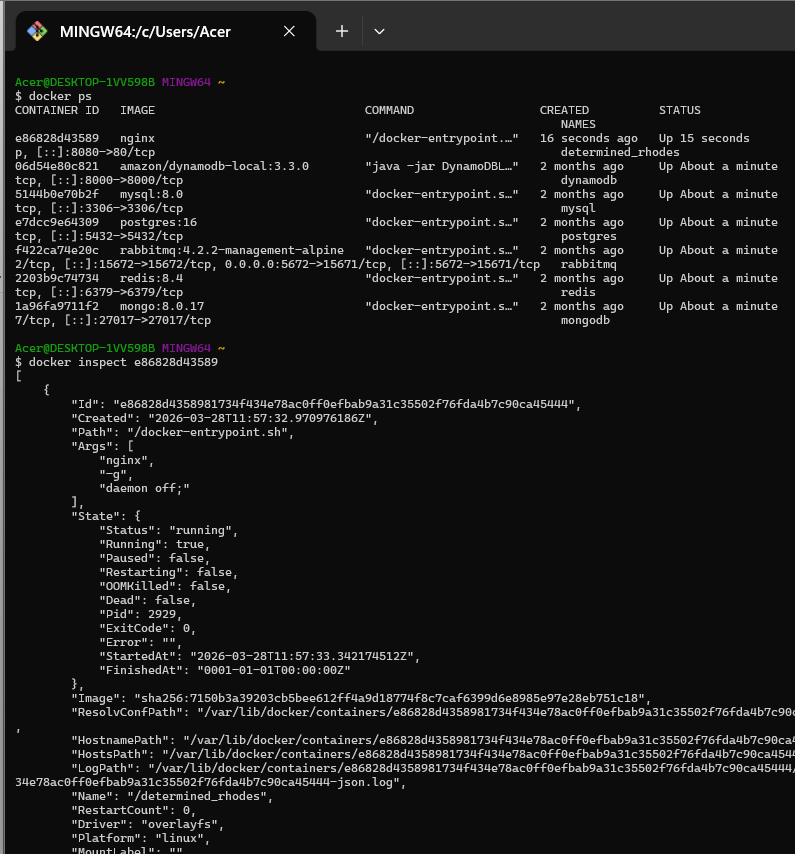 MINGW64:/c/Users/Acer
Acer@DESKTOP-1VV598B MINGW64 ~
$ docker ps
CONTAINER ID   IMAGE                               COMMAND                  CREATED          STATUS
NAMES
e86828d43589   nginx                               "/docker-entrypoint.…"   16 seconds ago   Up 15 seconds
p, [::]:8080->80/tcp                                                           determined_rhodes
06d54e80c821   amazon/dynamodb-local:3.3.0         "java -jar DynamoDBL…"   2 months ago     Up About a minute
tcp, [::]:8000->8000/tcp                                                       dynamodb
5144b0e70b2f   mysql:8.0                           "docker-entrypoint.s…"   2 months ago     Up About a minute
tcp, [::]:3306->3306/tcp                                                       mysql
e7dcc9e64309   postgres:16                         "docker-entrypoint.s…"   2 months ago     Up About a minute
tcp, [::]:5432->5432/tcp                                                       postgres
f422ca74e20c   rabbitmq:4.2.2-management-alpine    "docker-entrypoint.s…"   2 months ago     Up About a minute
2/tcp, [::]:15672->15672/tcp, 0.0.0.0:5672->15671/tcp, [::]:5672->15671/tcp   rabbitmq
2203b9c74734   redis:8.4                           "docker-entrypoint.s…"   2 months ago     Up About a minute
tcp, [::]:6379->6379/tcp                                                       redis
1a96fa9711f2   mongo:8.0.17                        "docker-entrypoint.s…"   2 months ago     Up About a minute
7/tcp, [::]:27017->27017/tcp                                                   mongodb
Acer@DESKTOP-1VV598B MINGW64 ~
$ docker inspect e86828d43589
[
    {
        "Id": "e86828d4358981734f434e78ac0ff0efbab9a31c35502f76fda4b7c90ca45444",
        "Created": "2026-03-28T11:57:32.970976186Z",
        "Path": "/docker-entrypoint.sh",
        "Args": [
            "nginx",
            "-g",
            "daemon off;"
        ],
        "State": {
            "Status": "running",
            "Running": true,
            "Paused": false,
            "Restarting": false,
            "OOMKilled": false,
            "Dead": false,
            "Pid": 2929,
            "ExitCode": 0,
            "Error": "",
            "StartedAt": "2026-03-28T11:57:33.342174512Z",
            "FinishedAt": "0001-01-01T00:00:00Z"
        },
        "Image": "sha256:7150b3a39203cb5bee612ff4a9d18774f8c7caf6399d6e8985e97e28eb751c18",
        "ResolvConfPath": "/var/lib/docker/containers/e86828d4358981734f434e78ac0ff0efbab9a31c35502f76fda4b7c90c
,
        "HostnamePath": "/var/lib/docker/containers/e86828d4358981734f434e78ac0ff0efbab9a31c35502f76fda4b7c90ca4
        "HostsPath": "/var/lib/docker/containers/e86828d4358981734f434e78ac0ff0efbab9a31c35502f76fda4b7c90ca4544
        "LogPath": "/var/lib/docker/containers/e86828d4358981734f434e78ac0ff0efbab9a31c35502f76fda4b7c90ca45444/
34e78ac0ff0efbab9a31c35502f76fda4b7c90ca45444-json.log",
        "Name": "/determined_rhodes",
        "RestartCount": 0,
        "Driver": "overlayfs",
        "Platform": "linux",
        "MountLabel": ""